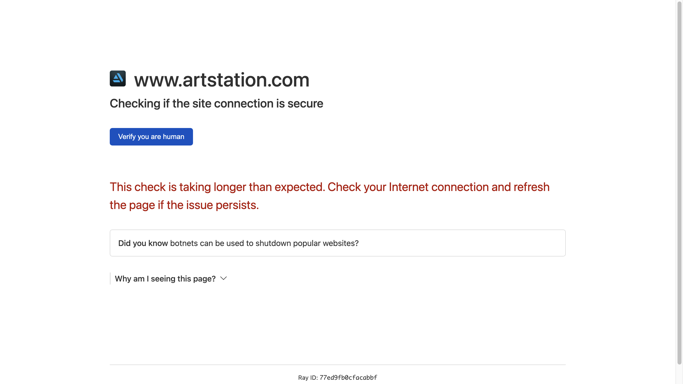 www.artstation.com
Checking if the site connection is secure
Verify you are human
This check is taking longer than expected. Check your Internet connection and refresh
the page if the issue persists.
Did you know botnets can be used to shutdown popular websites?
Why am I seeing this page?
Ray ID: 77ed9fb0cfacabbf